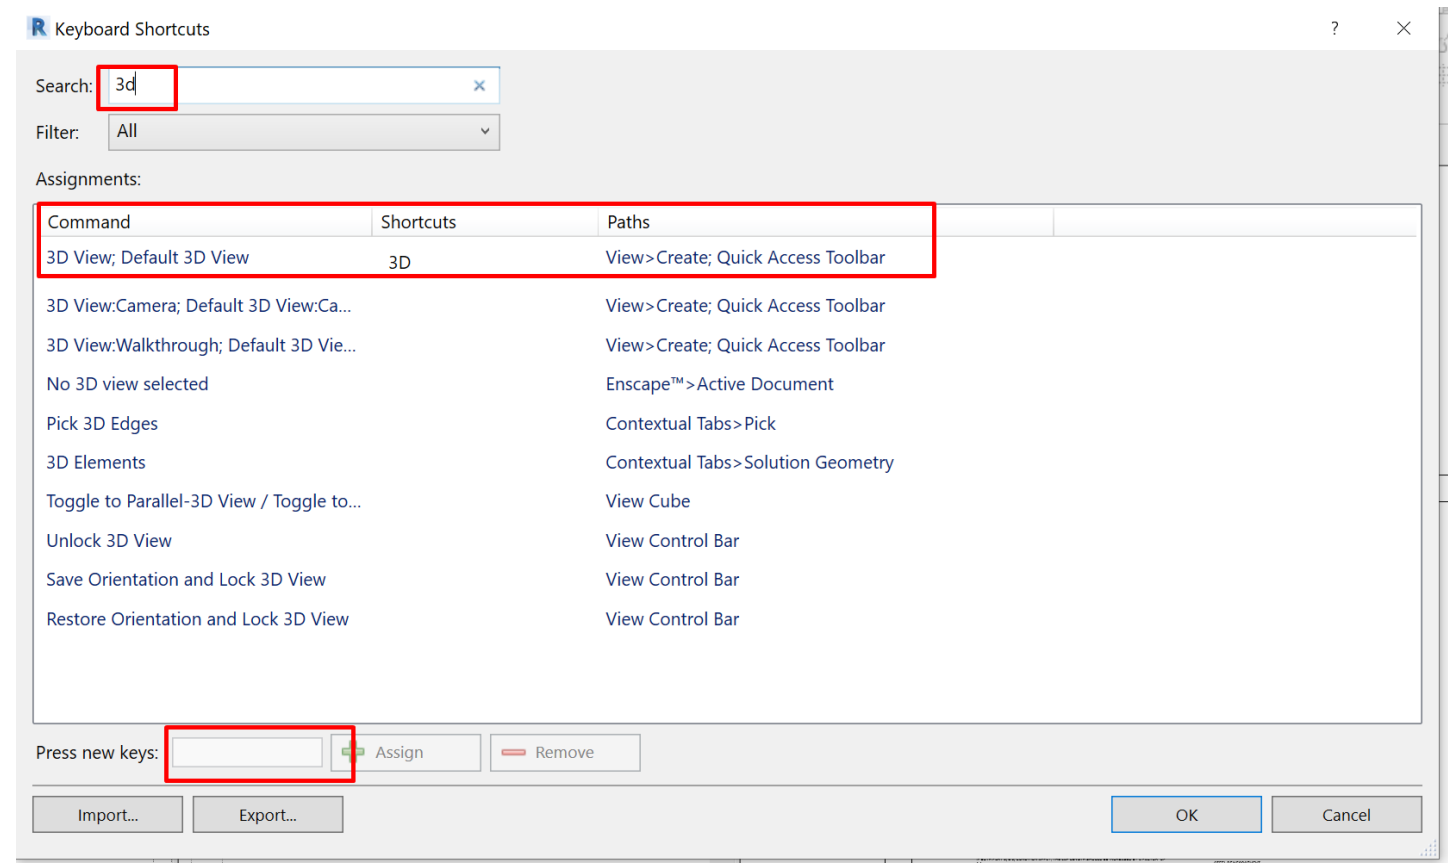 R Keyboard Shortcuts ?
Search: 3d
Filter: All
Assignments:
Command Shortcuts Paths
3D View; Default 3D View 3D View>Create; Quick Access Toolbar
3D View:Camera; Default 3D View:Ca... View>Create; Quick Access Toolbar
3D View:Walkthrough; Default 3D Vie... View>Create; Quick Access Toolbar
No 3D view selected Enscape™>Active Document
Pick 3D Edges Contextual Tabs>Pick
3D Elements Contextual Tabs>Solution Geometry
Toggle to Parallel-3D View / Toggle to... View Cube
Unlock 3D View View Control Bar
Save Orientation and Lock 3D View View Control Bar
Restore Orientation and Lock 3D View View Control Bar
Press new keys: Assign Remove
Import... Export... OK Cancel